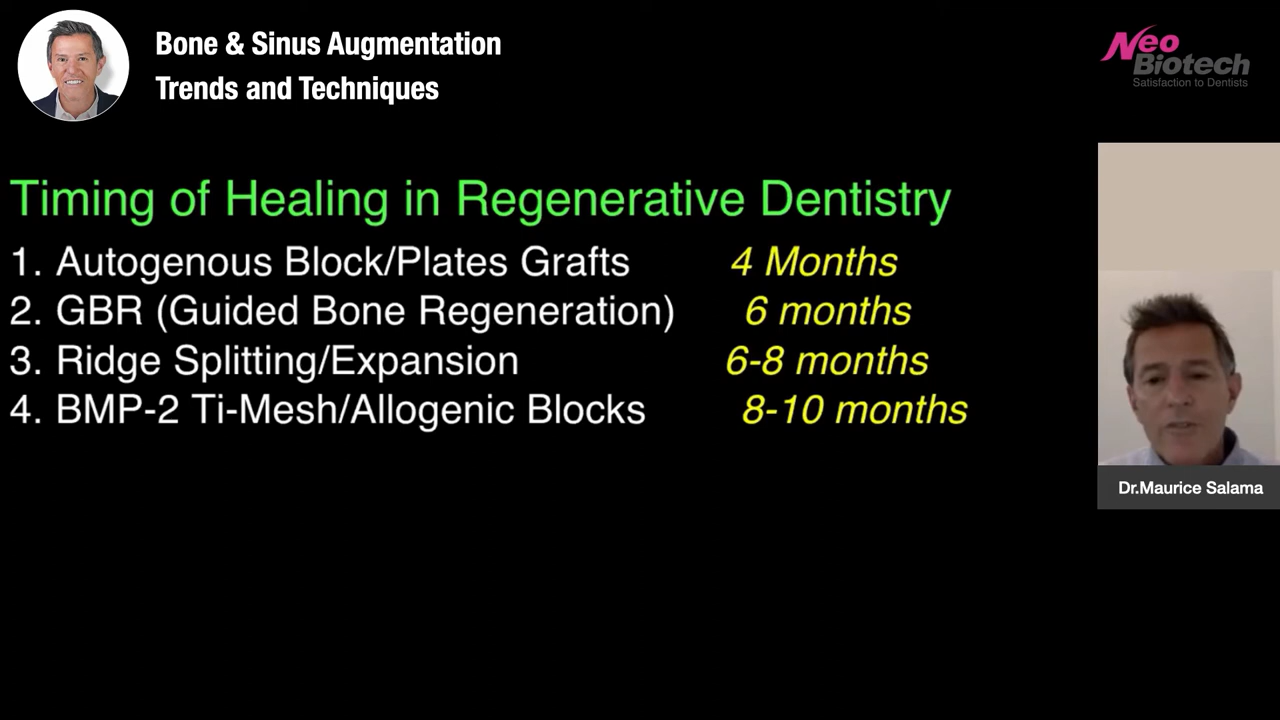 Bone & Sinus Augmentation
Trends and Techniques
Neo
Biotech
Satisfaction to Dentists
Timing of Healing in Regenerative Dentistry
1. Autogenous Block/Plates Grafts 4 Months
2. GBR (Guided Bone Regeneration) 6 months
3. Ridge Splitting/Expansion 6-8 months
4. BMP-2 Ti-Mesh/Allogenic Blocks 8-10 months
Dr.Maurice Salama